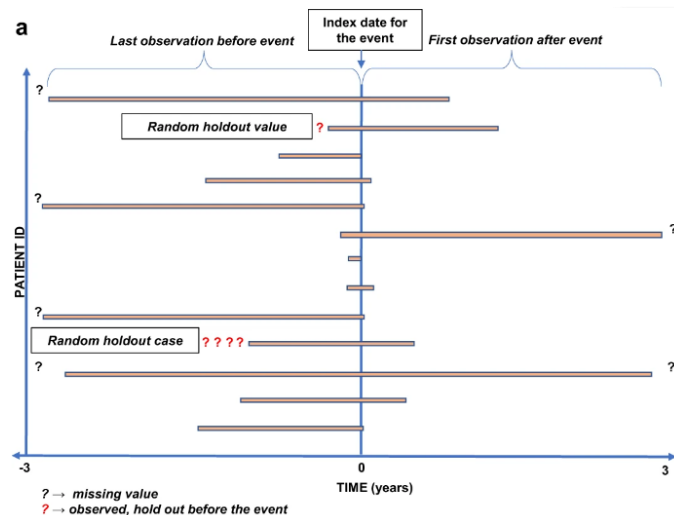 a
Index date for
the event
Last observation before event
First observation after event
?
Random holdout value
?
?
?
?
Random holdout case
? ? ? ?
?
?
PATIENT ID
-3
0
3
TIME (years)
? → missing value
? → observed, hold out before the event